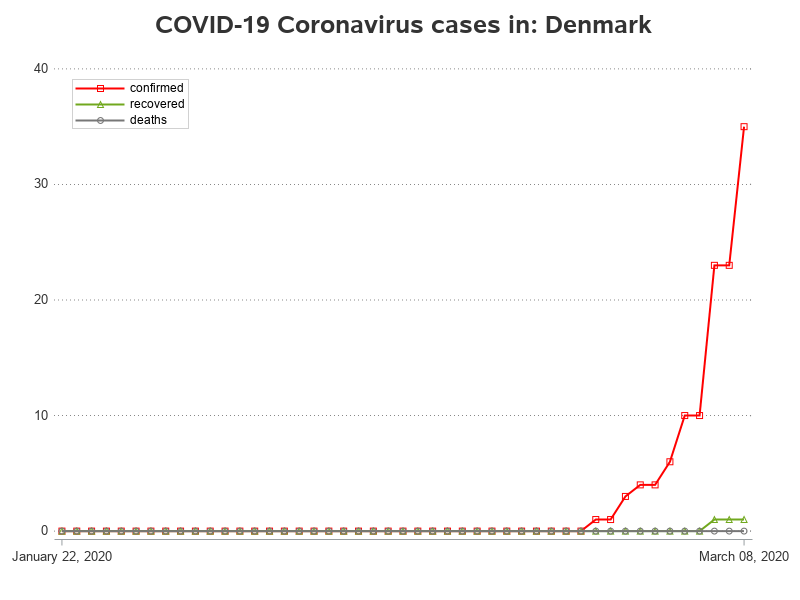 COVID-19 Coronavirus cases in: Denmark
40
confirmed
recovered
deaths
30
20
10
0
January 22, 2020
March 08, 2020